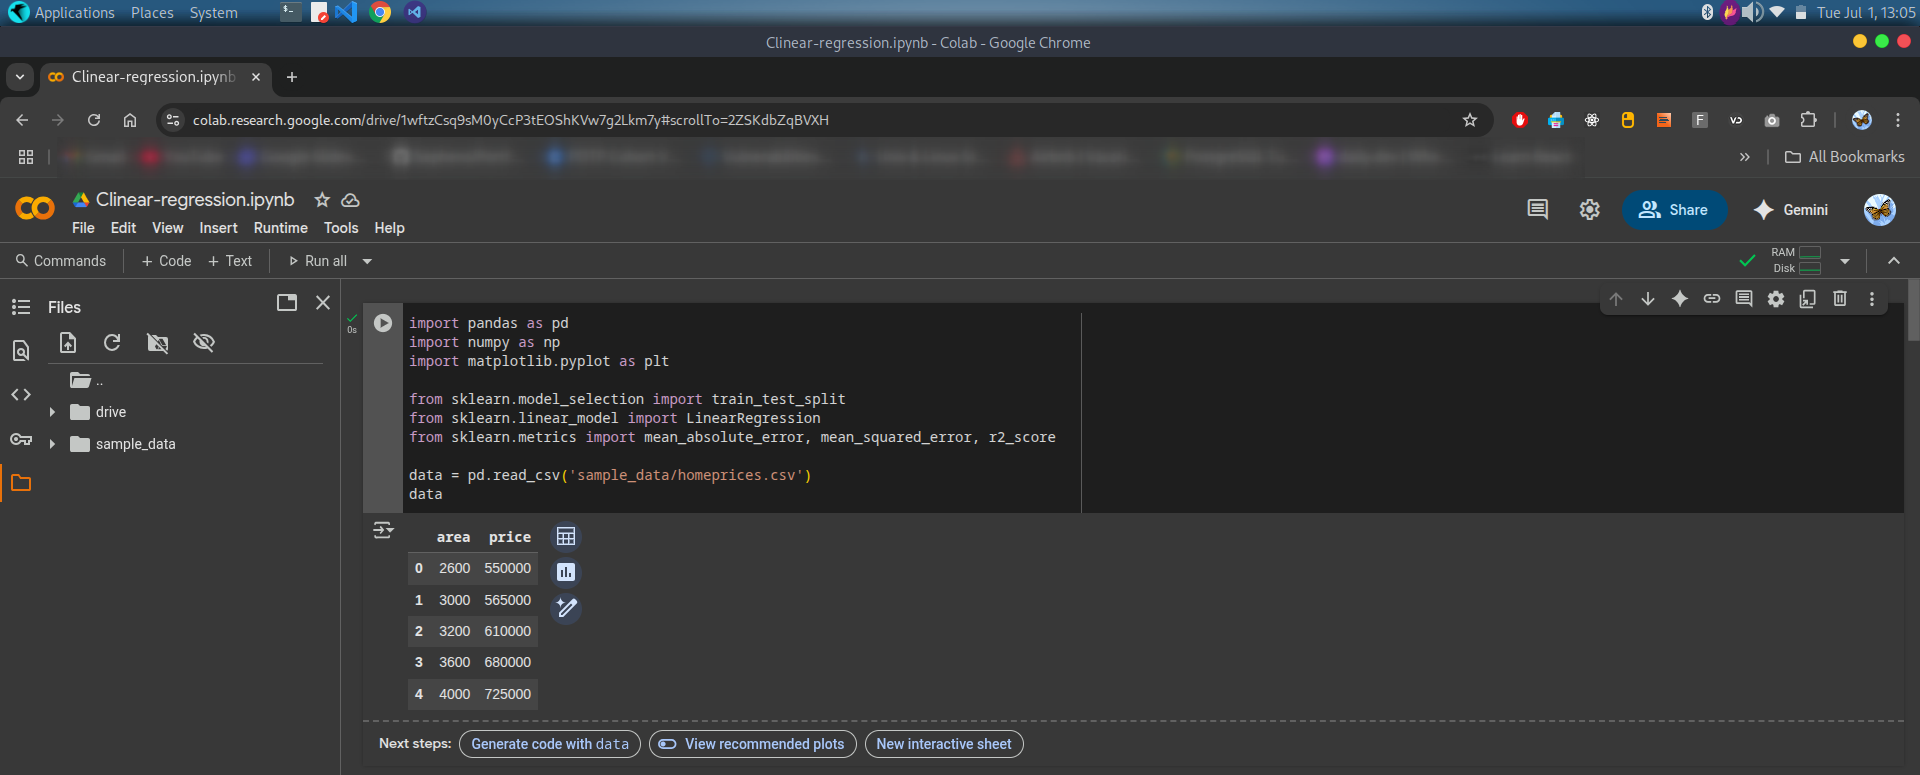 Applications Places System Tue Jul 1, 13:05
Clinear-regression.ipynb - Colab - Google Chrome
Clinear-regression.ipynb
colab.research.google.com/drive/1wftzCsq9sM0yCcP3tEOShKVw7g2Lkm7y#scrollTo=2ZSKdbZqBVXH
All Bookmarks
Clinear-regression.ipynb
File Edit View Insert Runtime Tools Help
Share Gemini
Commands + Code + Text Run all
RAM
Disk
Files
..
drive
sample_data
0s
import pandas as pd
import numpy as np
import matplotlib.pyplot as plt
from sklearn.model_selection import train_test_split
from sklearn.linear_model import LinearRegression
from sklearn.metrics import mean_absolute_error, mean_squared_error, r2_score
data = pd.read_csv('sample_data/homeprices.csv')
data
area price
0 2600 550000
1 3000 565000
2 3200 610000
3 3600 680000
4 4000 725000
Next steps: Generate code with data View recommended plots New interactive sheet